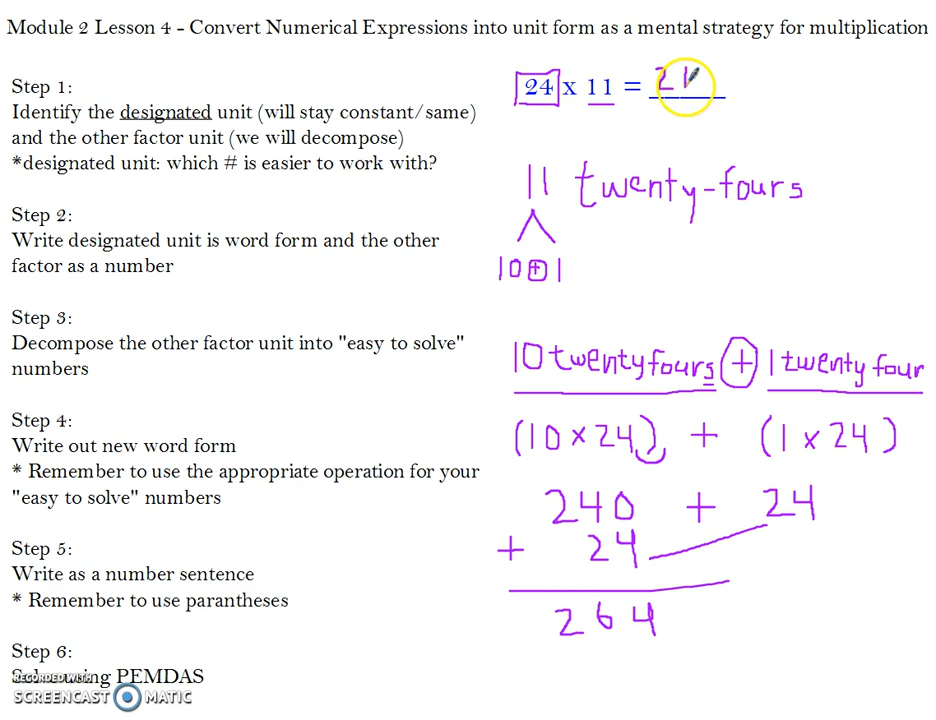 Module 2 Lesson 4 - Convert Numerical Expressions into unit form as a mental strategy for multiplication
Step 1:
Identify the designated unit (will stay constant/same)
and the other factor unit (we will decompose)
*designated unit: which # is easier to work with?
Step 2:
Write designated unit is word form and the other
factor as a number
Step 3:
Decompose the other factor unit into "easy to solve"
numbers
Step 4:
Write out new word form
* Remember to use the appropriate operation for your
"easy to solve" numbers
Step 5:
Write as a number sentence
* Remember to use parantheses
Step 6:
using PEMDAS
RECORDED WITH
SCREENCAST MATIC
24 x 11 = 2
11 twenty-fours
10 + 1
10 twentyfours + 1 twenty four
(10 x 24) + (1 x 24)
240 + 24
+ 24
264